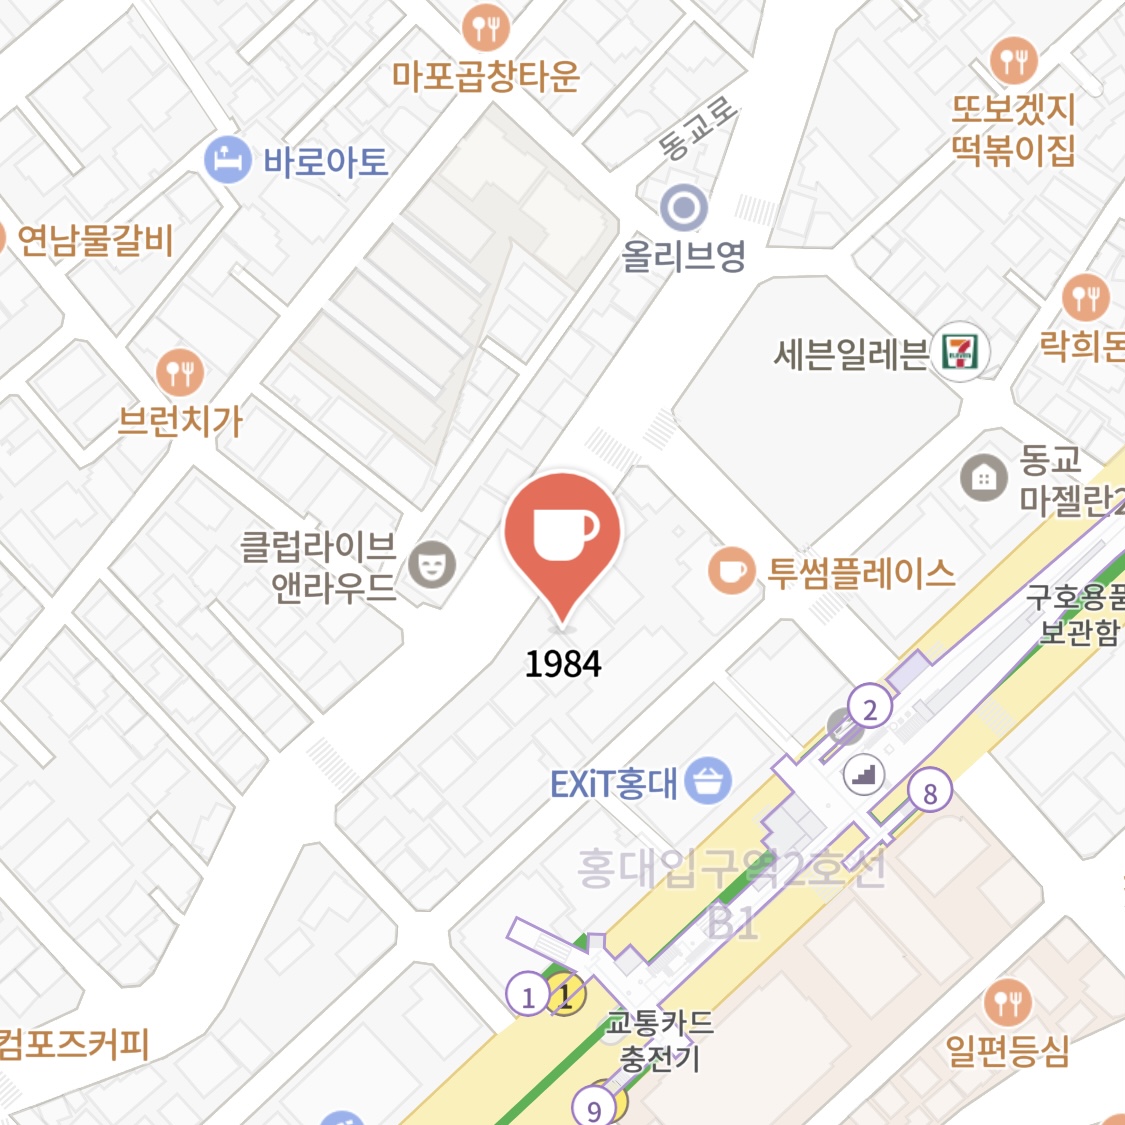 마포곱창타운
또보겠지
떡볶이집
동교로
바로아토
연남물갈비
올리브영
세븐일레븐
ELEVEn
락희돈
브런치가
동교
마젤란2
클럽라이브
앤라우드
투썸플레이스
구호용품
보관함
1984
2
EXiT홍대
8
홍대입구역2호선
B1
1
1
교통카드
충전기
컴포즈커피
일편등심
9